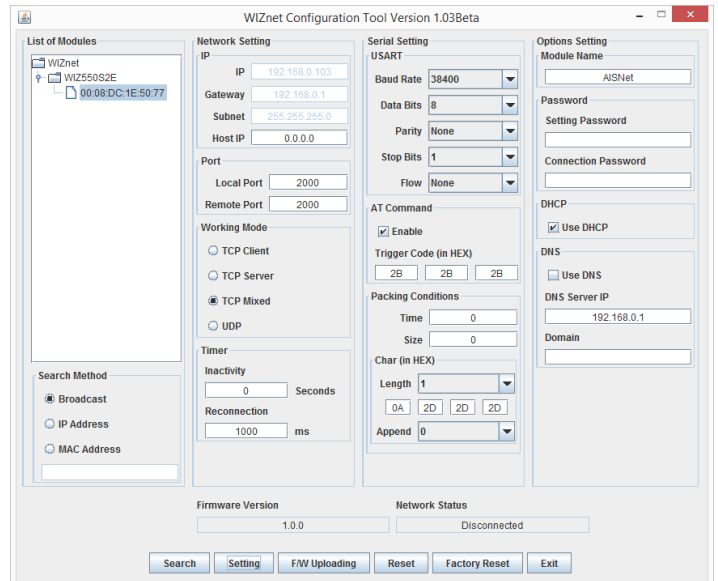 WIZnet Configuration Tool Version 1.03Beta
List of Modules
WIZnet
WIZ550S2E
00:08:DC:1E:50:77
Search Method
Broadcast
IP Address
MAC Address
Network Setting
IP
IP 192.168.0.103
Gateway 192.168.0.1
Subnet 255.255.255.0
Host IP 0.0.0.0
Port
Local Port 2000
Remote Port 2000
Working Mode
TCP Client
TCP Server
TCP Mixed
UDP
Timer
Inactivity
0 Seconds
Reconnection
1000 ms
Serial Setting
USART
Baud Rate 38400
Data Bits 8
Parity None
Stop Bits 1
Flow None
AT Command
Enable
Trigger Code (in HEX)
2B 2B 2B
Packing Conditions
Time 0
Size 0
Char (in HEX)
Length 1
0A 2D 2D 2D
Append 0
Options Setting
Module Name
AISNet
Password
Setting Password
Connection Password
DHCP
Use DHCP
DNS
Use DNS
DNS Server IP
192.168.0.1
Domain
Firmware Version
1.0.0
Network Status
Disconnected
Search Setting F/W Uploading Reset Factory Reset Exit